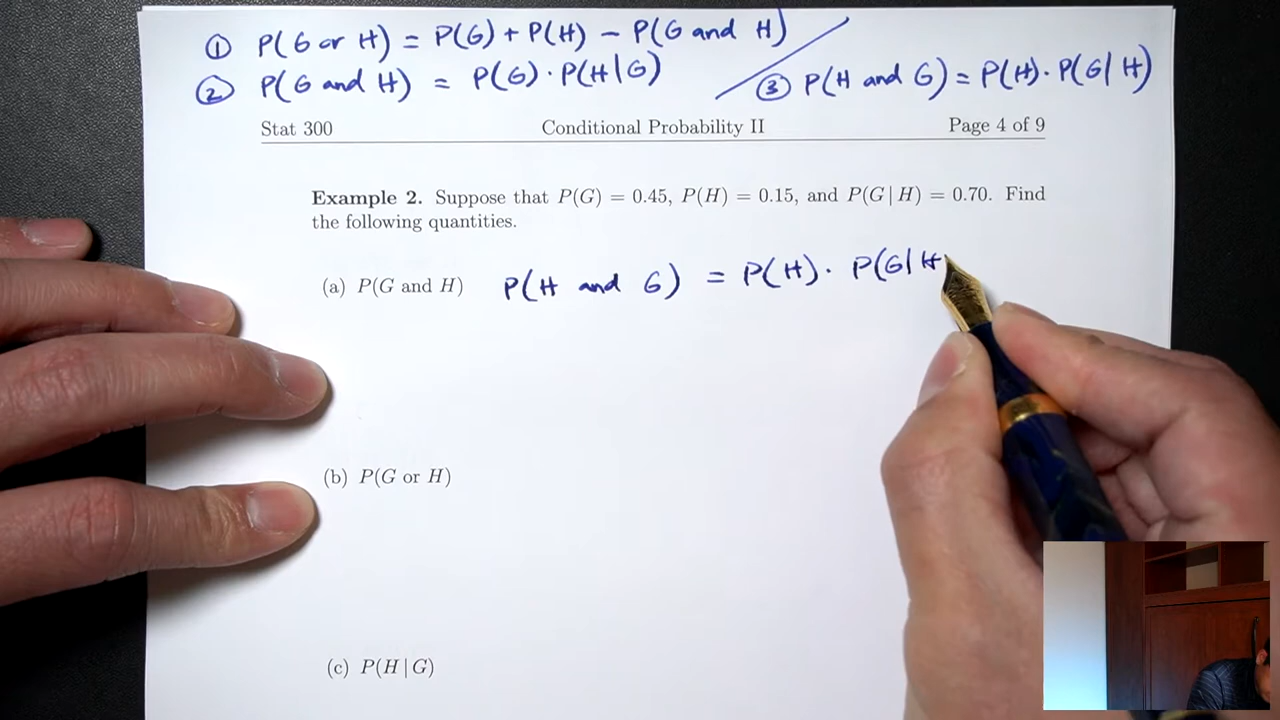 ① P(G or H) = P(G) + P(H) − P(G and H)
② P(G and H) = P(G) · P(H|G)
③ P(H and G) = P(H) · P(G|H)
Stat 300 Conditional Probability II Page 4 of 9
Example 2. Suppose that P(G) = 0.45, P(H) = 0.15, and P(G | H) = 0.70. Find
the following quantities.
(a) P(G and H) P(H and G) = P(H) · P(G|H
(b) P(G or H)
(c) P(H | G)